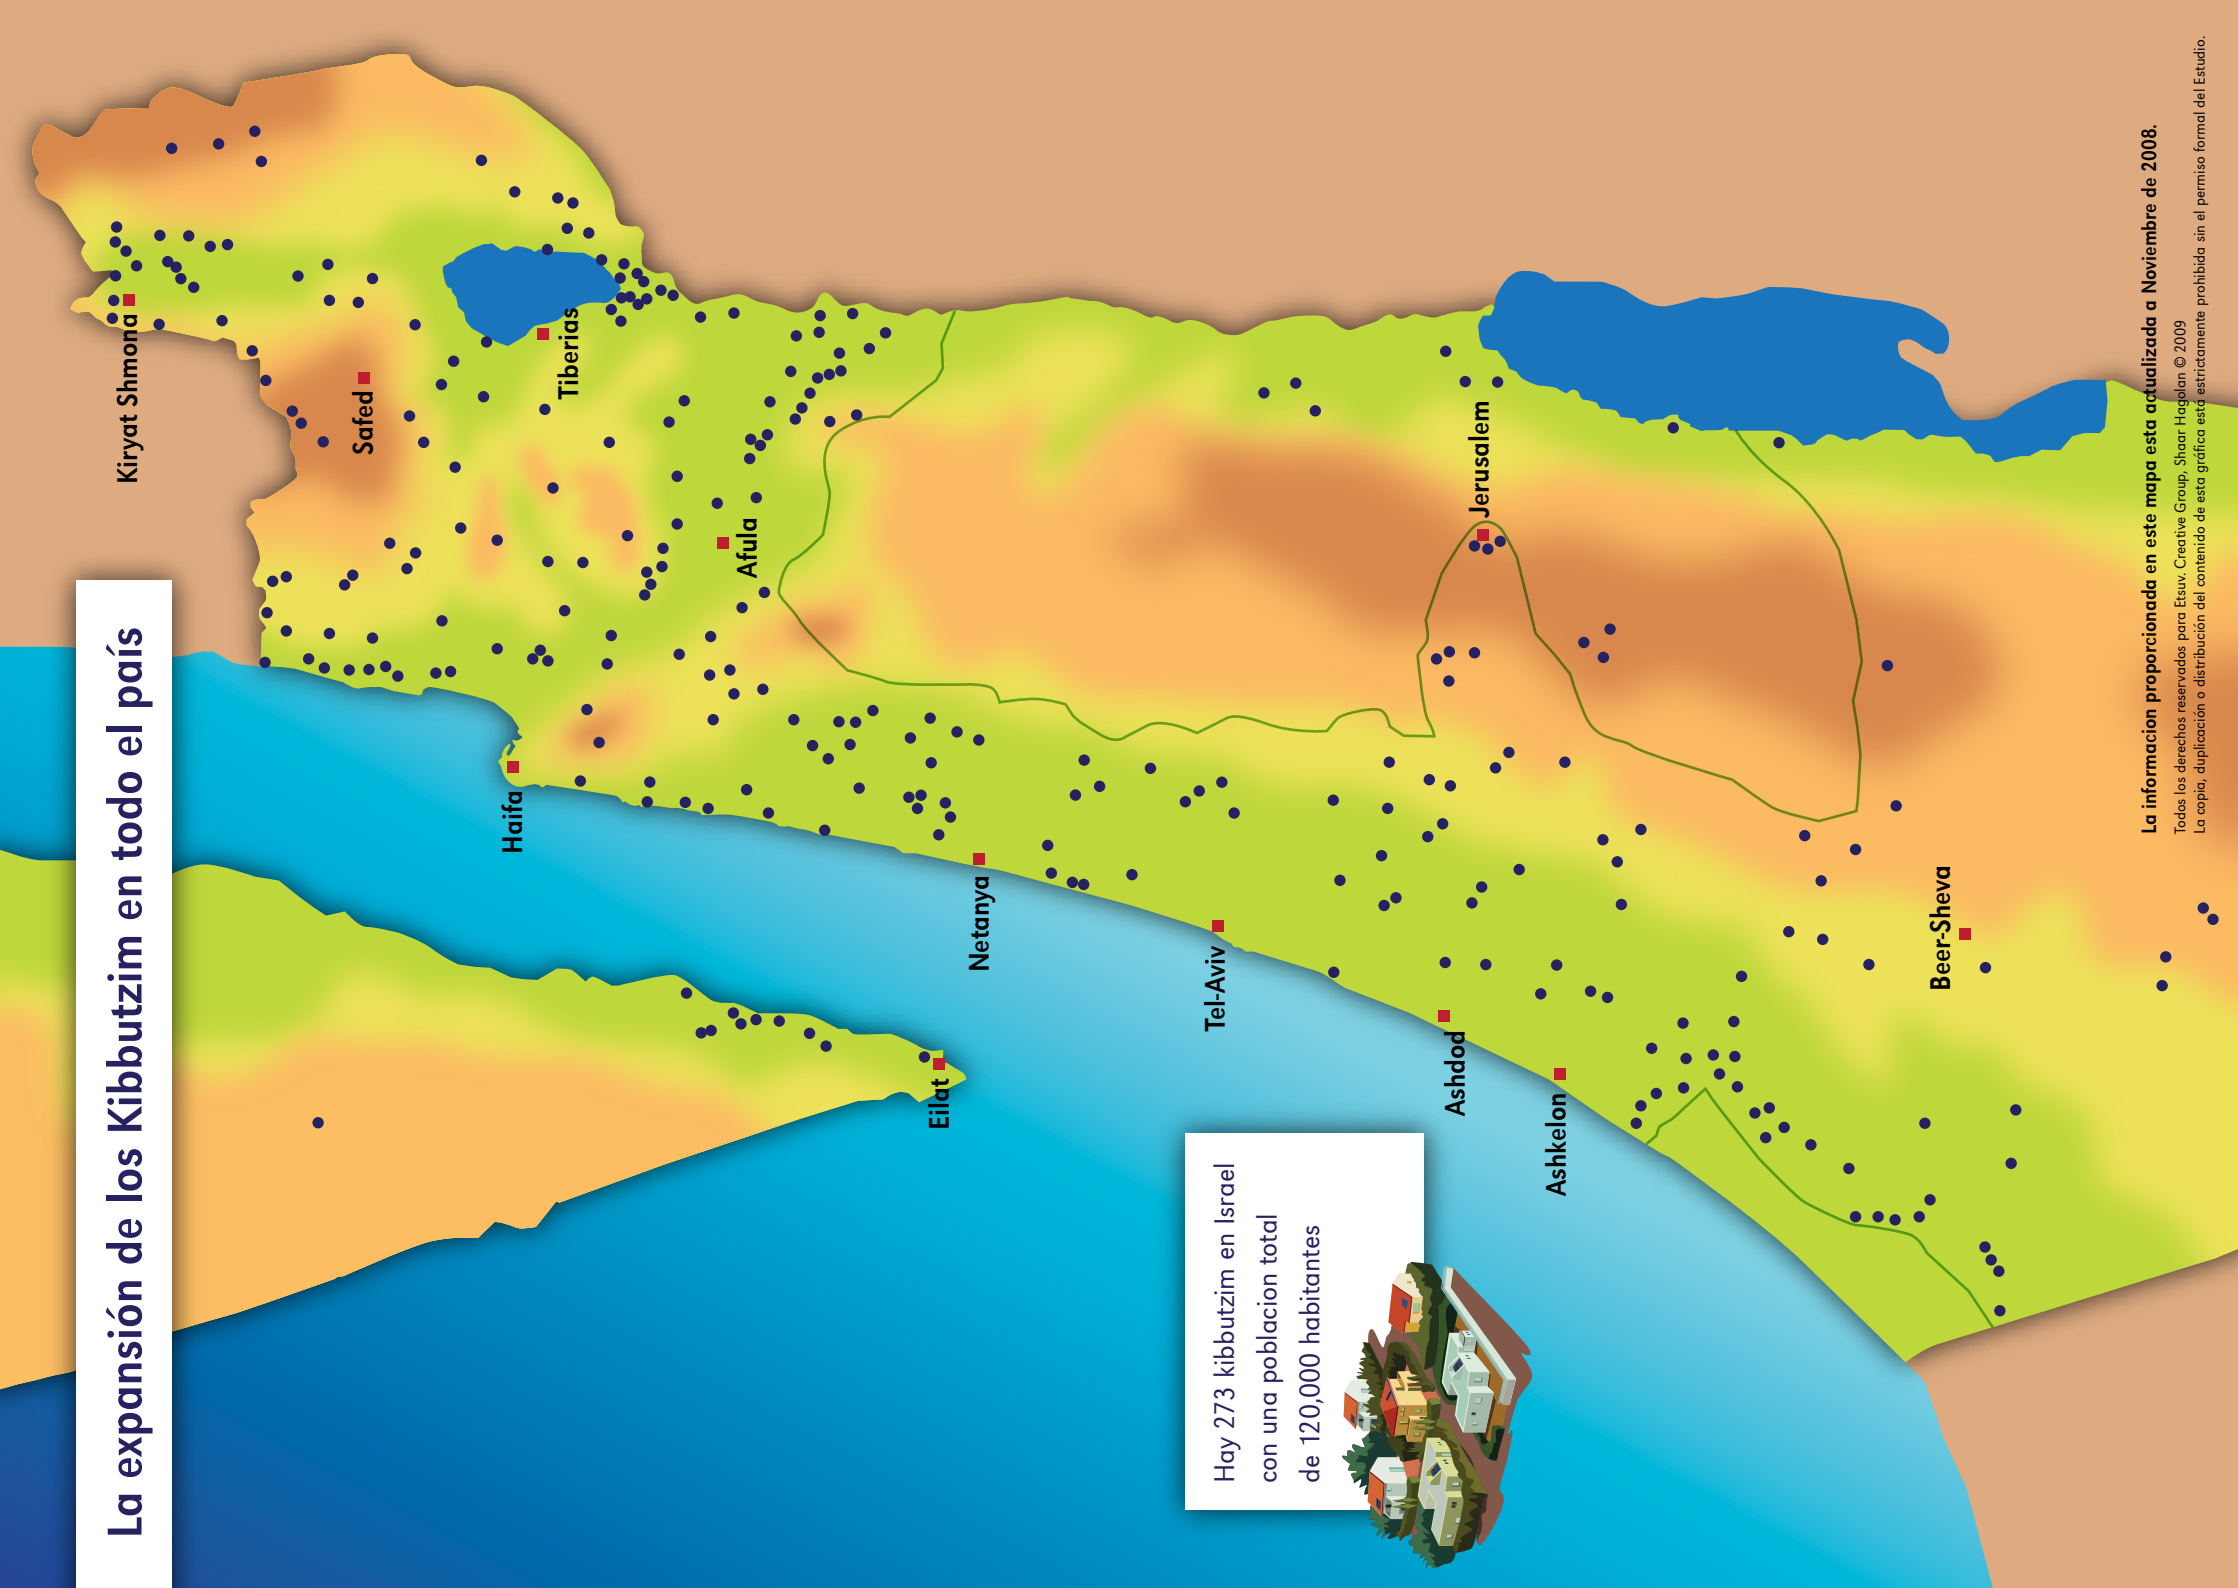 La expansión de los Kibbutzim en todo el país
Kiryat Shmona
Safed
Tiberias
Afula
Haifa
Netanya
Tel-Aviv
Jerusalem
Ashdod
Ashkelon
Beer-Sheva
Eilat
Hay 273 kibbutzim en Israel
con una poblacion total
de 120,000 habitantes
La informacion proporcionada en este mapa esta actualizada a Noviembre de 2008.
Todos los derechos reservados para Etsuv. Creative Group, Shaar Hagolan © 2009
La copia, duplicación o distribución del contenido de esta gráfica está estrictamente prohibida sin el permiso formal del Estudio.